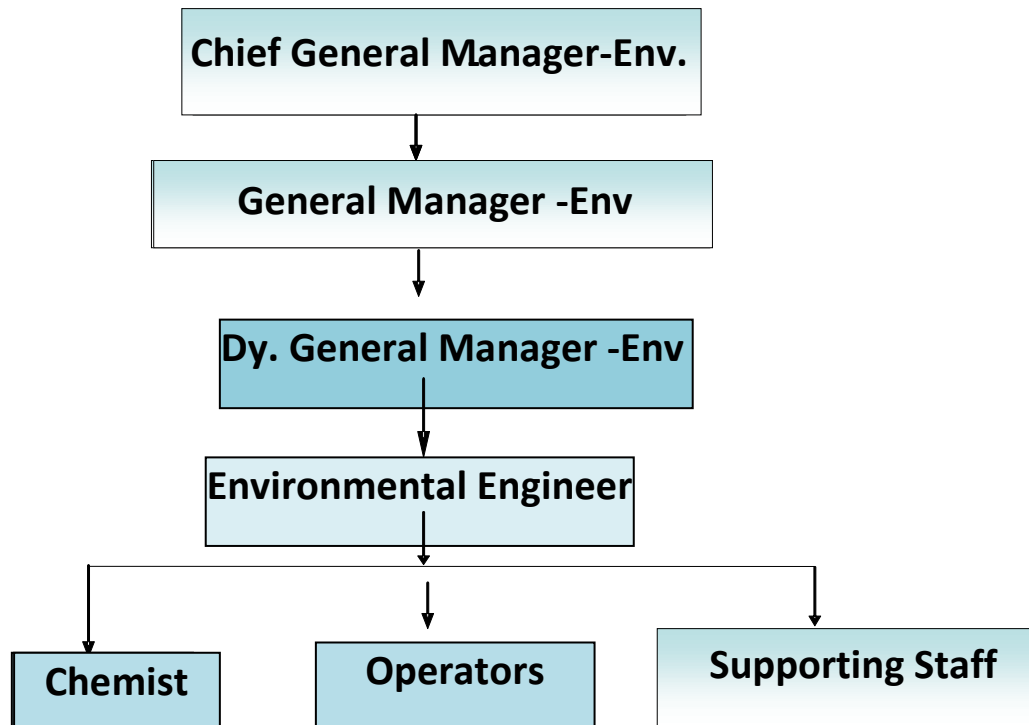 Chief General Manager-Env.
General Manager -Env
Dy. General Manager -Env
Environmental Engineer
Chemist
Operators
Supporting Staff